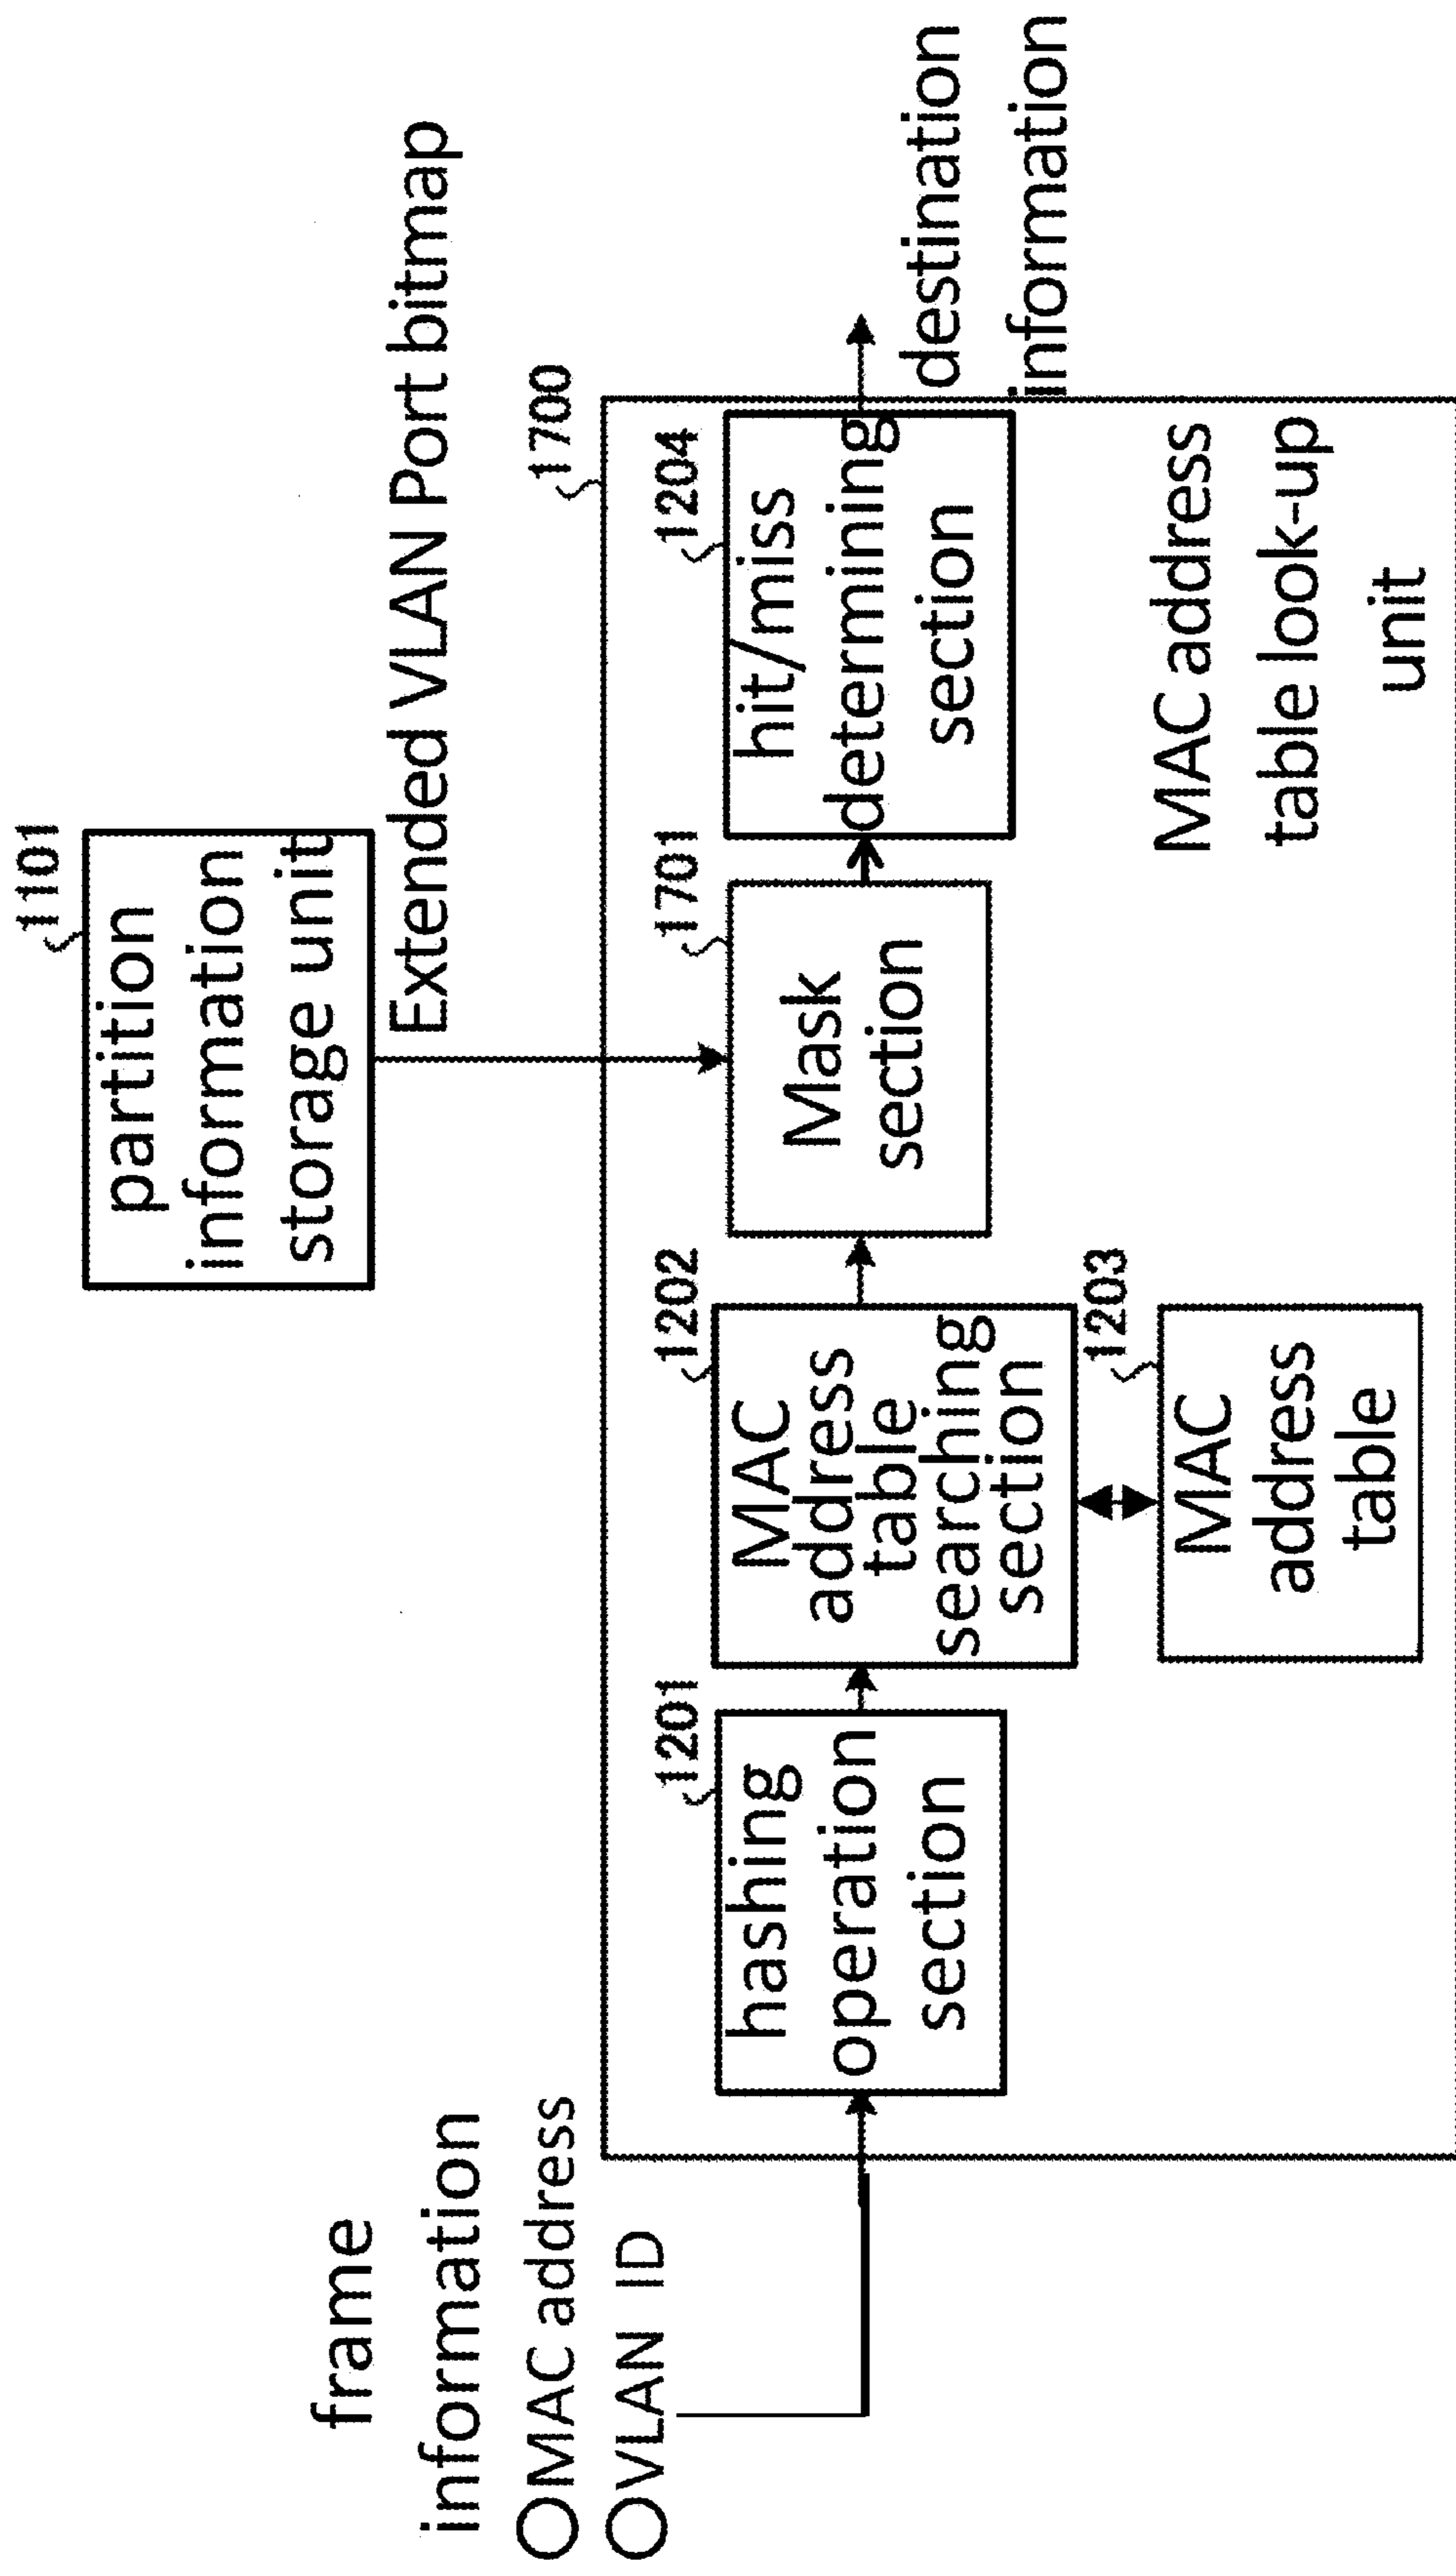 1101
partition
information
storage unit
Extended VLAN Port bitmap
frame
information
○MAC address
○VLAN ID
1700
1201
hashing
operation
section
1202
MAC
address
table
searching
section
1203
MAC
address
table
1701
Mask
section
1204
hit/miss
determining
section
destination
information
MAC address
table look-up
unit